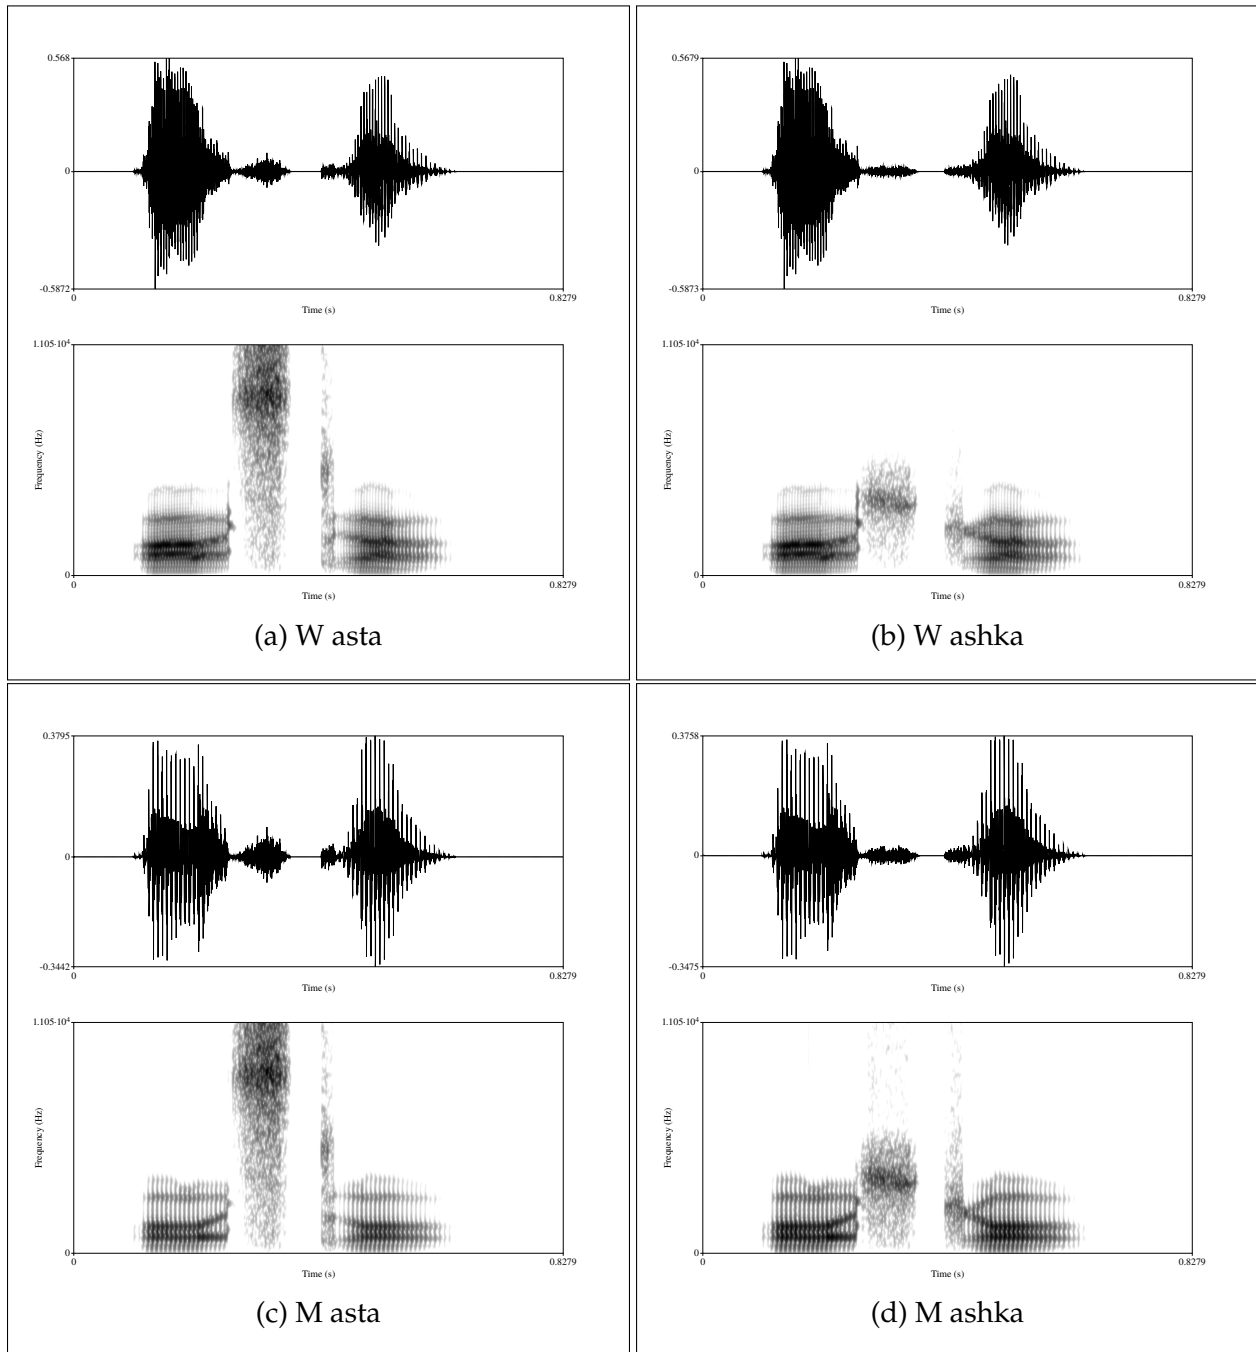 0.568
0
-0.5872
0
0.8279
Time (s)
1.105·10⁴
Frequency (Hz)
0
0
0.8279
Time (s)
(a) W asta
0.5679
0
-0.5873
0
0.8279
Time (s)
1.105·10⁴
Frequency (Hz)
0
0
0.8279
Time (s)
(b) W ashka
0.3795
0
-0.3442
0
0.8279
Time (s)
1.105·10⁴
Frequency (Hz)
0
0
0.8279
Time (s)
(c) M asta
0.3758
0
-0.3475
0
0.8279
Time (s)
1.105·10⁴
Frequency (Hz)
0
0
0.8279
Time (s)
(d) M ashka